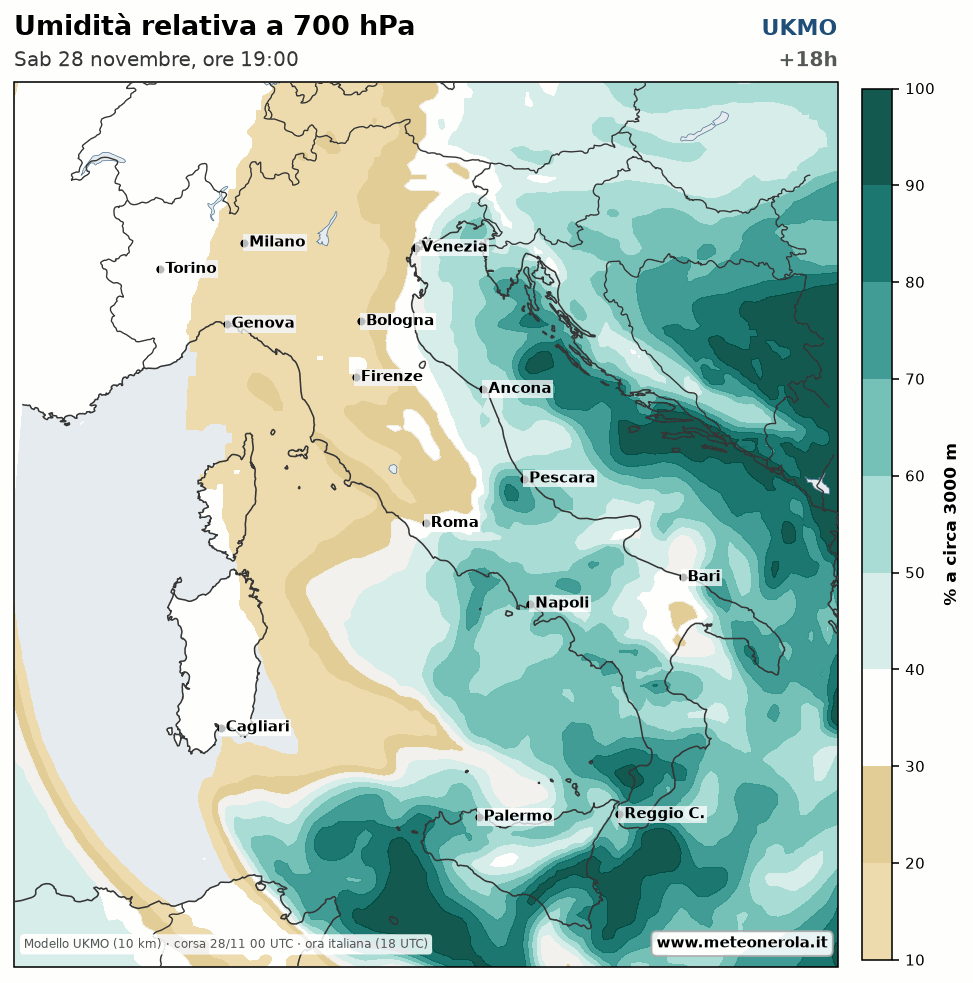 Umidità relativa a 700 hPa
UKMO
Sab 28 novembre, ore 19:00
+18h
Milano
Torino
Venezia
Genova
Bologna
Firenze
Ancona
Pescara
Roma
Bari
Napoli
Cagliari
Palermo
Reggio C.
100
90
80
70
60
50
40
30
20
10
% a circa 3000 m
Modello UKMO (10 km) · corsa 28/11 00 UTC · ora italiana (18 UTC)
www.meteonerola.it